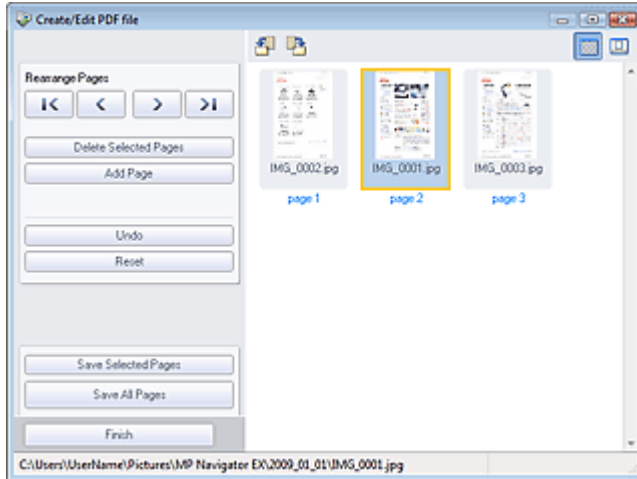 Create/Edit PDF file
Rearrange Pages
Delete Selected Pages
Add Page
Undo
Reset
Save Selected Pages
Save All Pages
Finish
IMG_0002.jpg
IMG_0001.jpg
IMG_0003.jpg
page 1
page 2
page 3
C:\Users\UserName\Pictures\MP Navigator EX\2009_01_01\IMG_0001.jpg